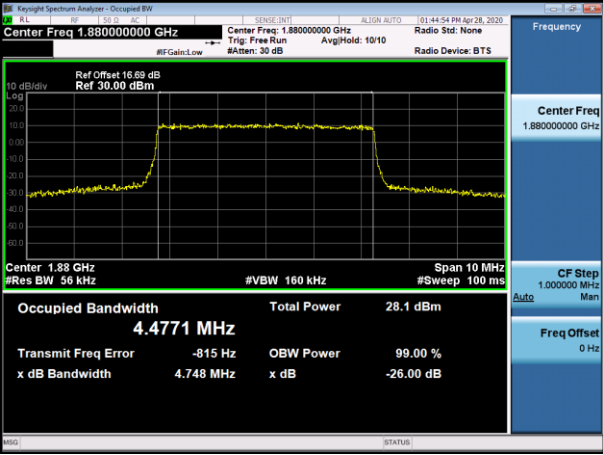 Keysight Spectrum Analyzer - Occupied BW
RL RF 50 Ω AC SENSE:INT ALIGN AUTO 01:44:54 PM Apr 28, 2020
Center Freq 1.880000000 GHz
Center Freq: 1.880000000 GHz
Radio Std: None
Trig: Free Run Avg|Hold: 10/10
#IFGain:Low #Atten: 30 dB Radio Device: BTS
Ref Offset 16.69 dB
10 dB/div Ref 30.00 dBm
Log
20.0
10.0
0.00
-10.0
-20.0
-30.0
-40.0
-50.0
-60.0
Center 1.88 GHz Span 10 MHz
#Res BW 56 kHz #VBW 160 kHz #Sweep 100 ms
Occupied Bandwidth Total Power 28.1 dBm
4.4771 MHz
Transmit Freq Error -815 Hz OBW Power 99.00 %
x dB Bandwidth 4.748 MHz x dB -26.00 dB
MSG STATUS
Frequency
Center Freq
1.880000000 GHz
CF Step
1.000000 MHz
Auto Man
Freq Offset
0 Hz